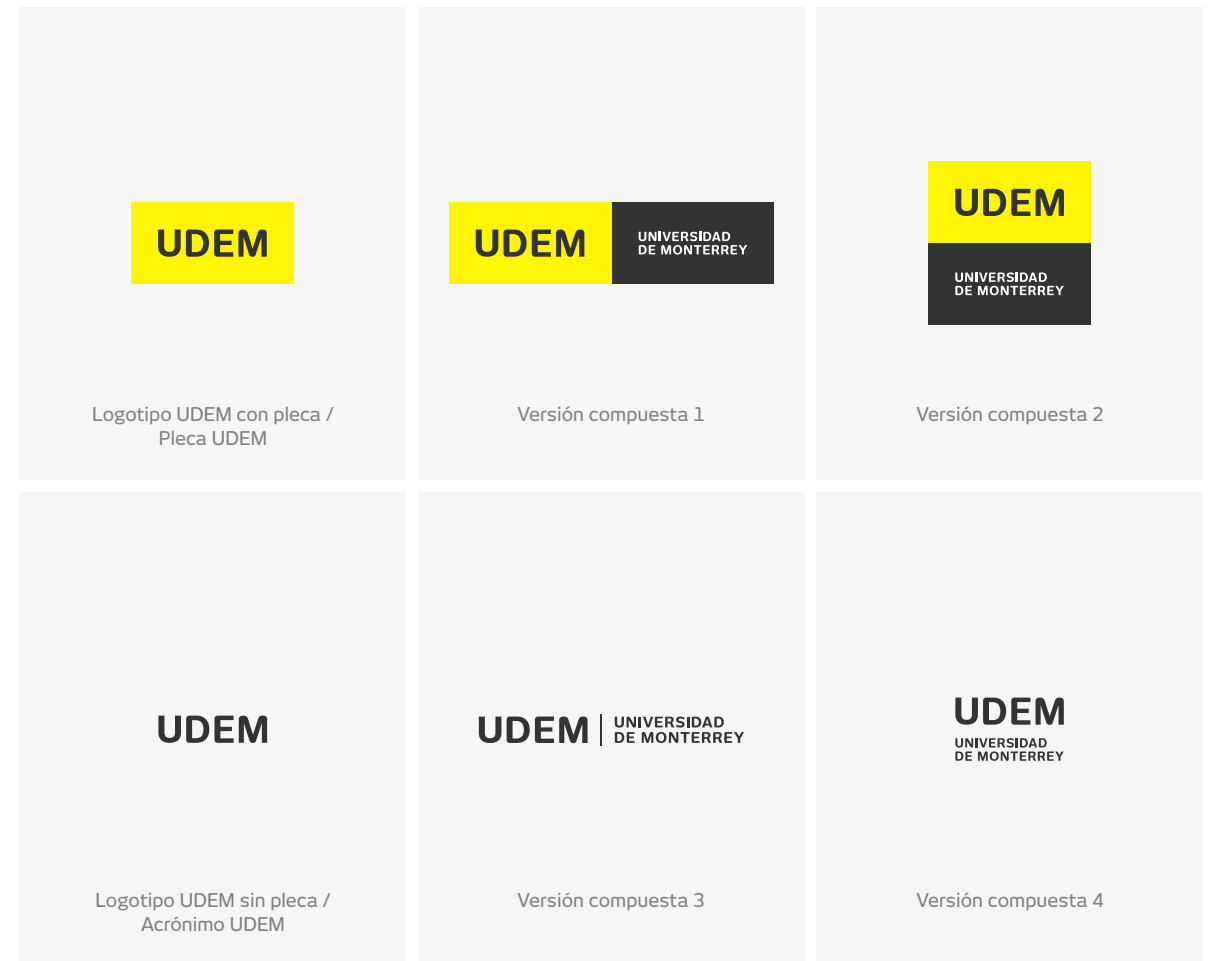 UDEM
Logotipo UDEM con pleca /
Pleca UDEM
UDEM
UNIVERSIDAD
DE MONTERREY
Versión compuesta 1
UDEM
UNIVERSIDAD
DE MONTERREY
Versión compuesta 2
UDEM
Logotipo UDEM sin pleca /
Acrónimo UDEM
UDEM
UNIVERSIDAD
DE MONTERREY
Versión compuesta 3
UDEM
UNIVERSIDAD
DE MONTERREY
Versión compuesta 4